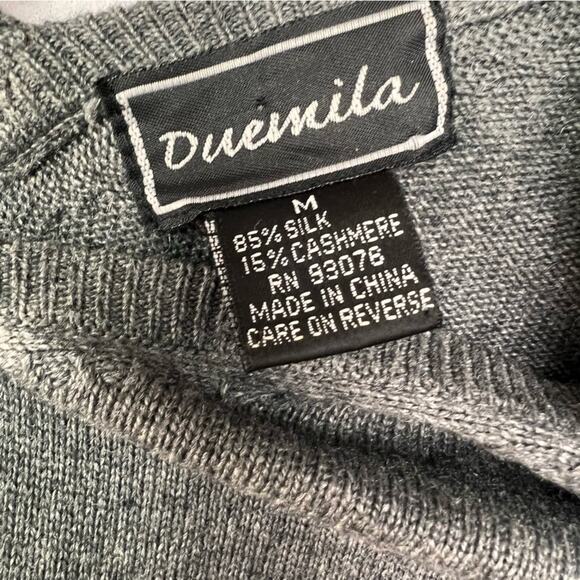 Duemila
M
85% SILK
15% CASHMERE
RN 93076
MADE IN CHINA
CARE ON REVERSE